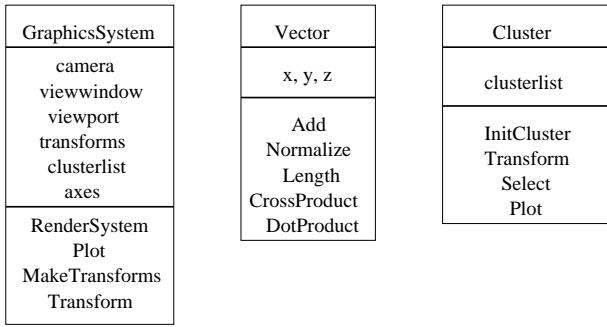 GraphicsSystem
camera
viewwindow
viewport
transforms
clusterlist
axes
RenderSystem
Plot
MakeTransforms
Transform
Vector
x, y, z
Add
Normalize
Length
CrossProduct
DotProduct
Cluster
clusterlist
InitCluster
Transform
Select
Plot